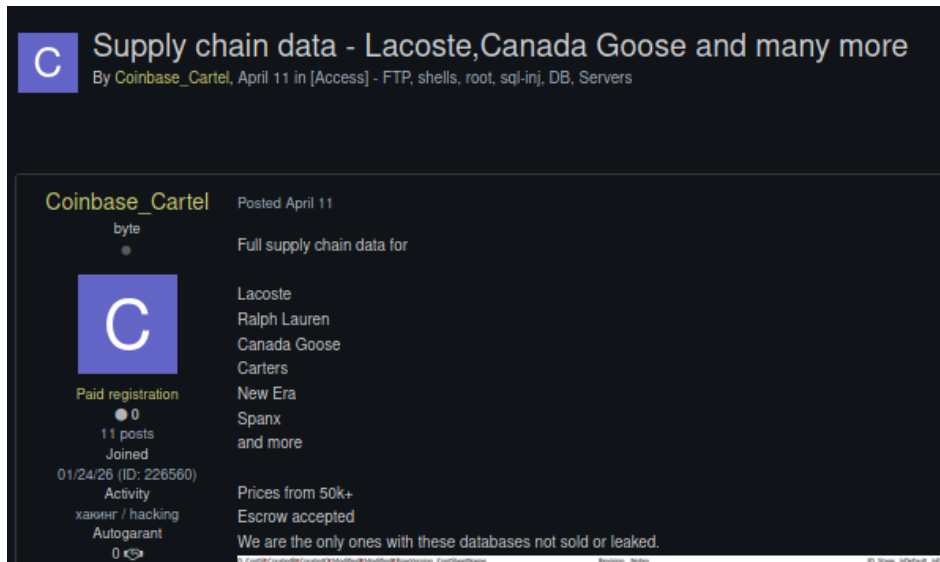 C
Supply chain data - Lacoste,Canada Goose and many more
By Coinbase_Cartel, April 11 in [Access] - FTP, shells, root, sql-inj, DB, Servers
Coinbase_Cartel
byte
C
Paid registration
0
11 posts
Joined
01/24/26 (ID: 226560)
Activity
хакинг / hacking
Autogarant
0
Posted April 11
Full supply chain data for
Lacoste
Ralph Lauren
Canada Goose
Carters
New Era
Spanx
and more
Prices from 50k+
Escrow accepted
We are the only ones with these databases not sold or leaked.
Revision Notes